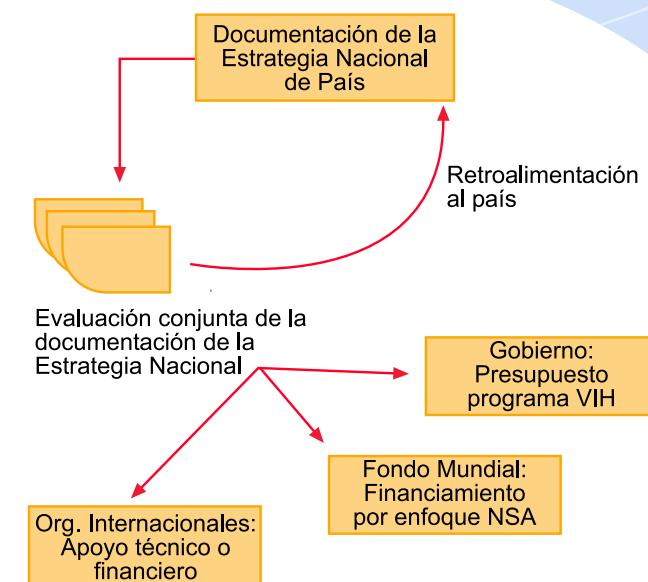 Documentación de la
Estrategia Nacional
de País
Retroalimentación
al país
Evaluación conjunta de la
documentación de la
Estrategia Nacional
Gobierno:
Presupuesto
programa VIH
Fondo Mundial:
Financiamiento
por enfoque NSA
Org. Internacionales:
Apoyo técnico o
financiero